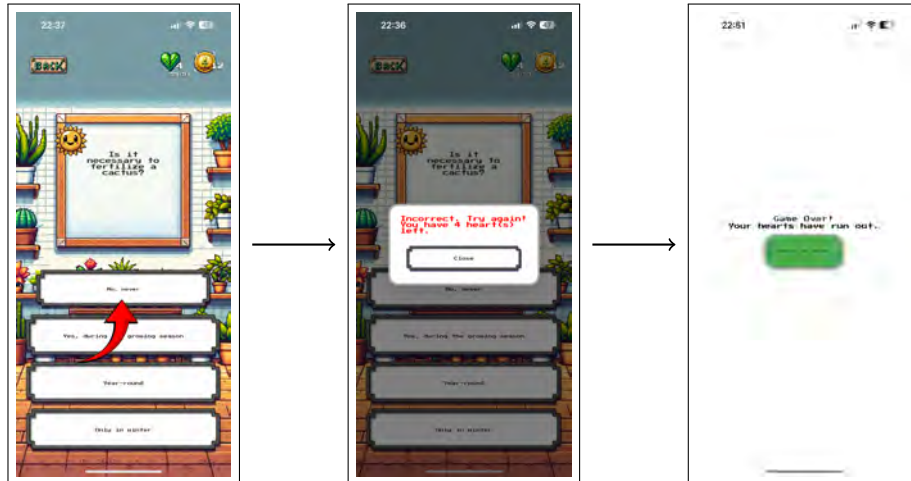 22:37
BACK
4
Is it
necessary to
fertilize a
cactus?
No, never
Yes, during growing season
Year-round
Only in winter
22:36
BACK
4
Is it
necessary to
fertilize a
cactus?
Incorrect. Try again!
You have 4 heart(s)
left.
Close
No, never
Yes, during the growing season
Year-round
Only in winter
22:51
Game Over!
Your hearts have run out.